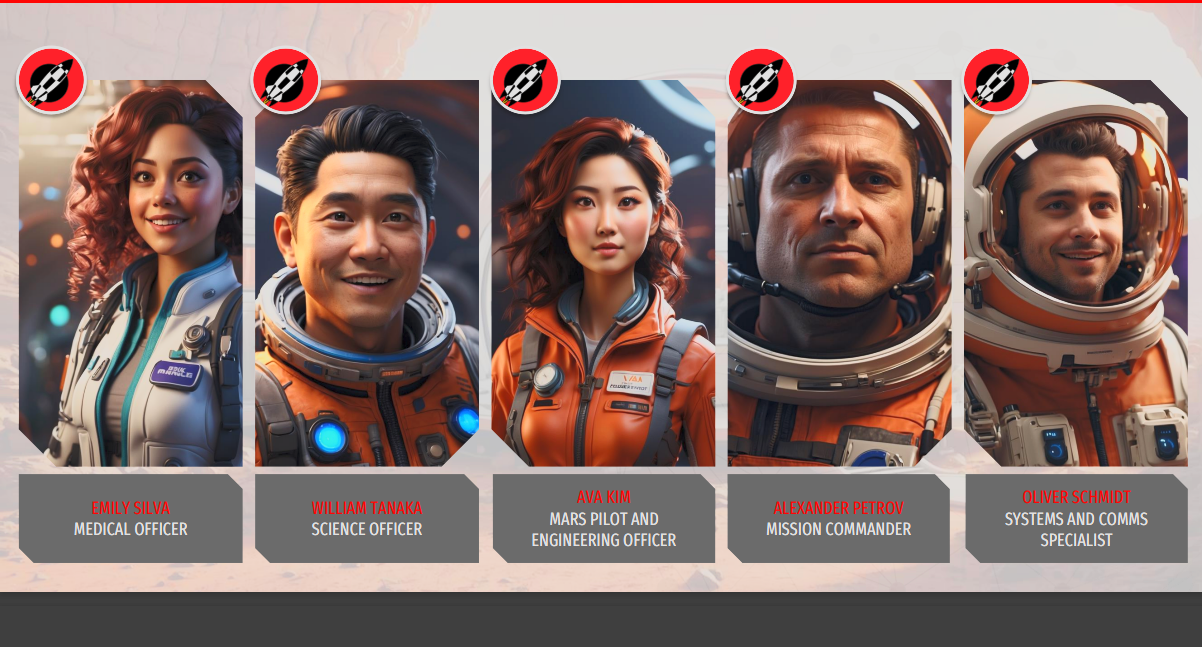 EMILY SILVA
MEDICAL OFFICER
WILLIAM TANAKA
SCIENCE OFFICER
AVA KIM
MARS PILOT AND
ENGINEERING OFFICER
ALEXANDER PETROV
MISSION COMMANDER
OLIVER SCHMIDT
SYSTEMS AND COMMS
SPECIALIST